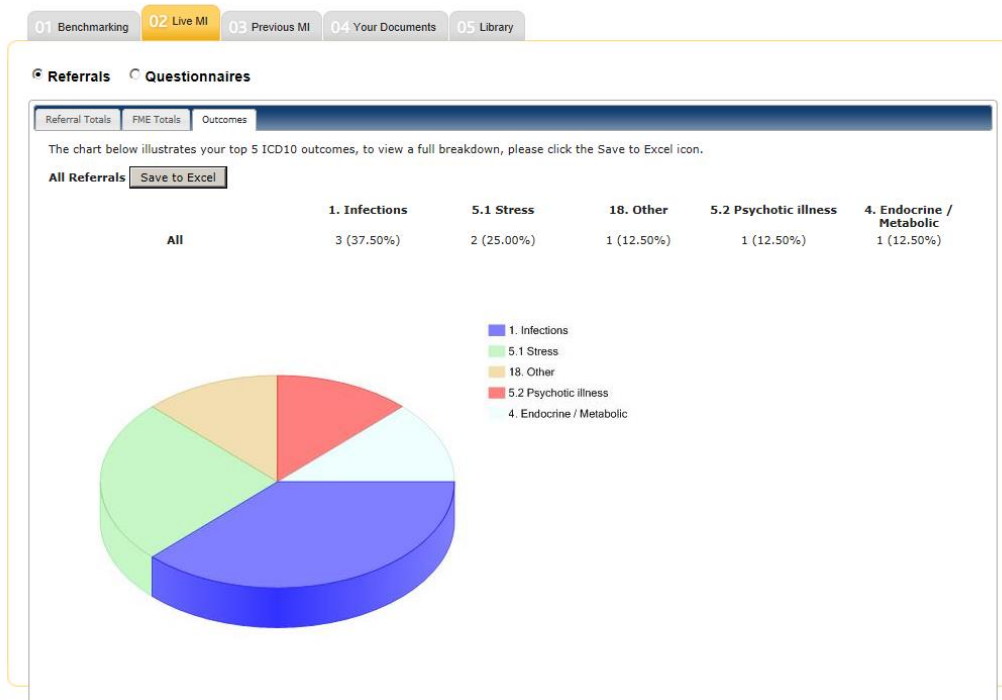 01 Benchmarking 02 Live MI 03 Previous MI 04 Your Documents 05 Library
Referrals Questionnaires
Referral Totals FME Totals Outcomes
The chart below illustrates your top 5 ICD10 outcomes, to view a full breakdown, please click the Save to Excel icon.
All Referrals Save to Excel
1. Infections 5.1 Stress 18. Other 5.2 Psychotic illness 4. Endocrine /
Metabolic
All 3 (37.50%) 2 (25.00%) 1 (12.50%) 1 (12.50%) 1 (12.50%)
1. Infections
5.1 Stress
18. Other
5.2 Psychotic illness
4. Endocrine / Metabolic